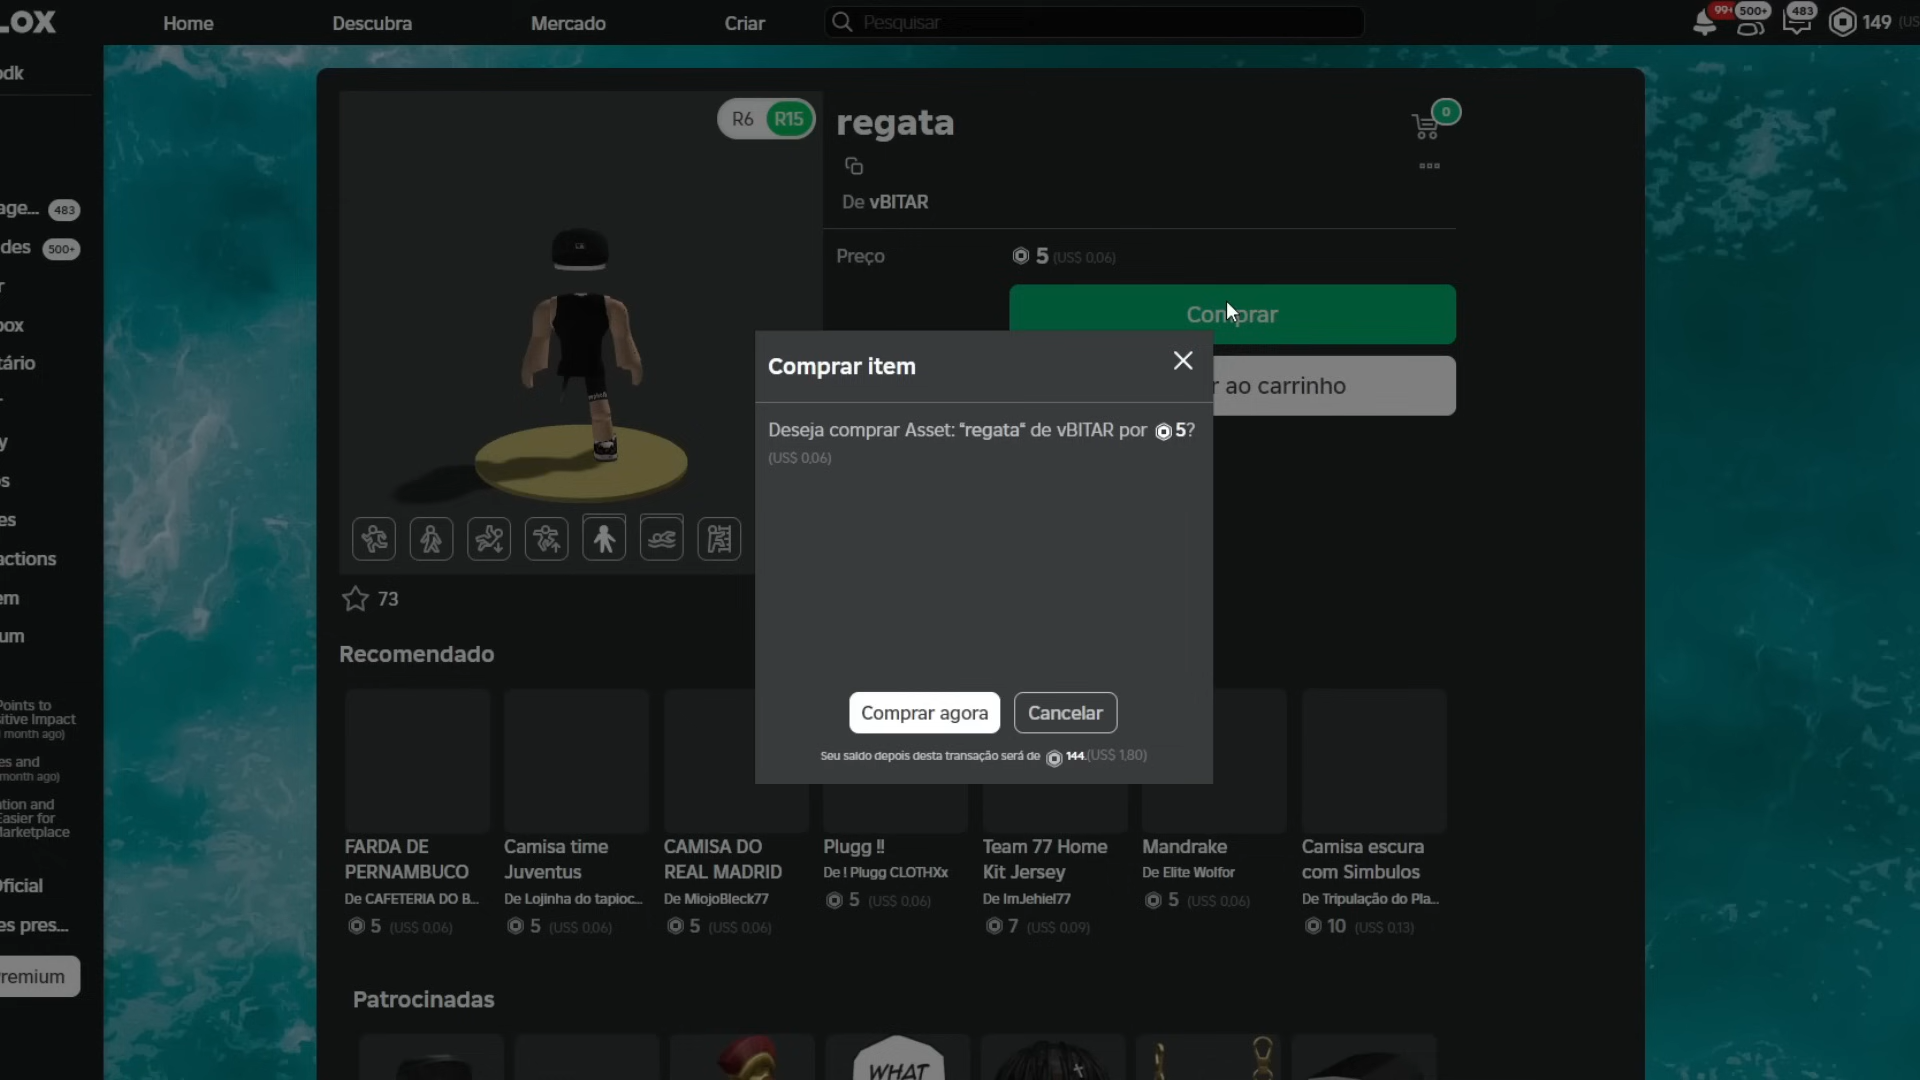 LOX
Home
Descubra
Mercado
Criar
Pesquisar
99+
500+
483
149
odk
age... 483
des 500+
r
box
tário
y
s
es
actions
em
um
Points to
sitive Impact
month ago)
es and
month ago)
tion and
Easier for
Marketplace
ficial
es pres...
remium
R6 R15
regata
0
De vBITAR
Preço
5 (US$ 0,06)
Comprar
r ao carrinho
Comprar item
Deseja comprar Asset: "regata" de vBITAR por 5?
(US$ 0,06)
Comprar agora
Cancelar
Seu saldo depois desta transação será de 144.(US$ 1,80)
73
Recomendado
FARDA DE
PERNAMBUCO
De CAFETERIA DO B...
5 (US$ 0,06)
Camisa time
Juventus
De Lojinha do tapioc...
5 (US$ 0,06)
CAMISA DO
REAL MADRID
De MiojoBleck77
5 (US$ 0,06)
Plugg !!
De ! Plugg CLOTHXx
5 (US$ 0,06)
Team 77 Home
Kit Jersey
De ImJehiel77
7 (US$ 0,09)
Mandrake
De Elite Wolfor
5 (US$ 0,06)
Camisa escura
com Simbulos
De Tripulação do Pla...
10 (US$ 0,13)
Patrocinadas
WHAT